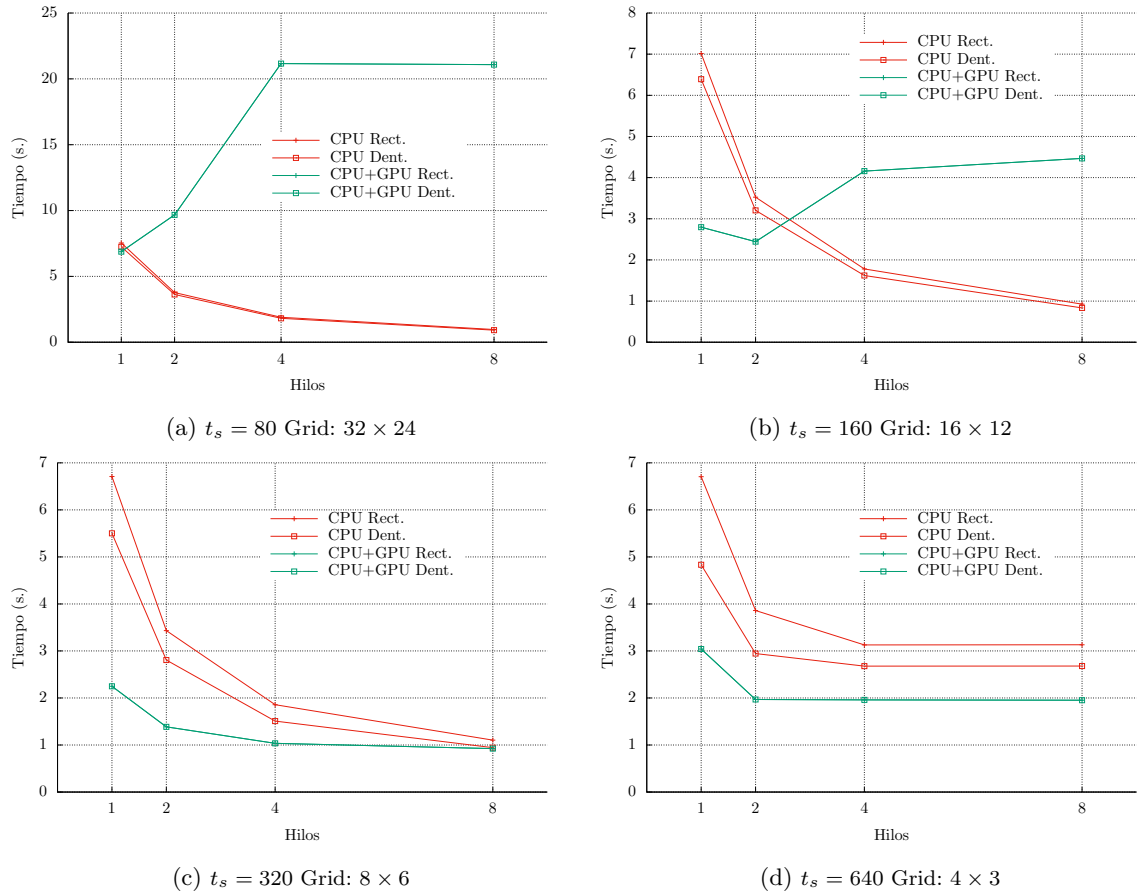 25
20
15
10
5
0
Tiempo (s.)
CPU Rect.
CPU Dent.
CPU+GPU Rect.
CPU+GPU Dent.
1 2 4 8
Hilos
(a) t_s = 80 Grid: 32 × 24
8
7
6
5
4
3
2
1
0
Tiempo (s.)
CPU Rect.
CPU Dent.
CPU+GPU Rect.
CPU+GPU Dent.
1 2 4 8
Hilos
(b) t_s = 160 Grid: 16 × 12
7
6
5
4
3
2
1
0
Tiempo (s.)
CPU Rect.
CPU Dent.
CPU+GPU Rect.
CPU+GPU Dent.
1 2 4 8
Hilos
(c) t_s = 320 Grid: 8 × 6
7
6
5
4
3
2
1
0
Tiempo (s.)
CPU Rect.
CPU Dent.
CPU+GPU Rect.
CPU+GPU Dent.
1 2 4 8
Hilos
(d) t_s = 640 Grid: 4 × 3